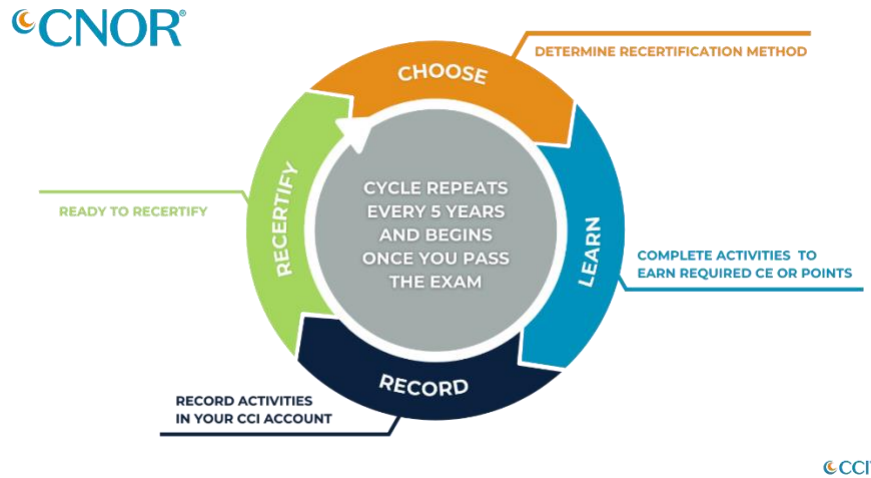 CNOR®
CHOOSE
DETERMINE RECERTIFICATION METHOD
LEARN
COMPLETE ACTIVITIES TO
EARN REQUIRED CE OR POINTS
RECORD
RECORD ACTIVITIES
IN YOUR CCI ACCOUNT
RECERTIFY
READY TO RECERTIFY
CYCLE REPEATS
EVERY 5 YEARS
AND BEGINS
ONCE YOU PASS
THE EXAM
CCI